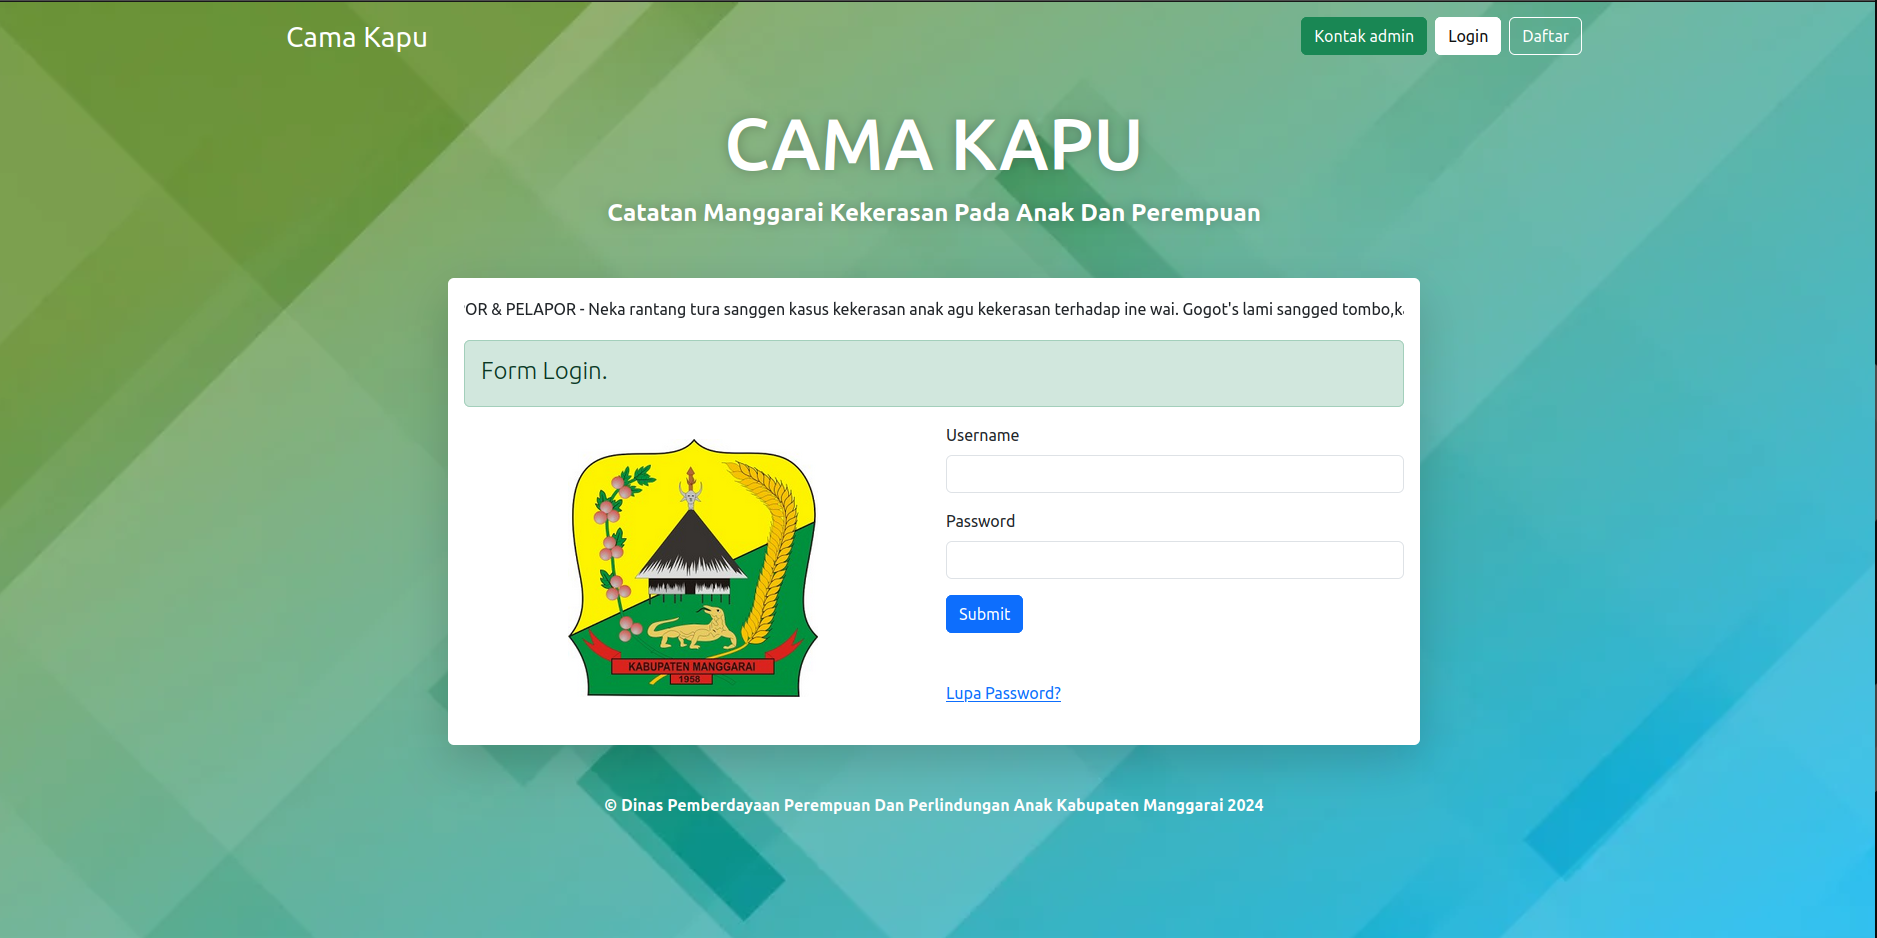 Cama Kapu
Kontak admin
Login
Daftar
CAMA KAPU
Catatan Manggarai Kekerasan Pada Anak Dan Perempuan
OR & PELAPOR - Neka rantang tura sanggen kasus kekerasan anak agu kekerasan terhadap ine wai. Gogot's lami sangged tombo,k
Form Login.
Username
Password
Submit
Lupa Password?
KABUPATEN MANGGARAI
1958
© Dinas Pemberdayaan Perempuan Dan Perlindungan Anak Kabupaten Manggarai 2024